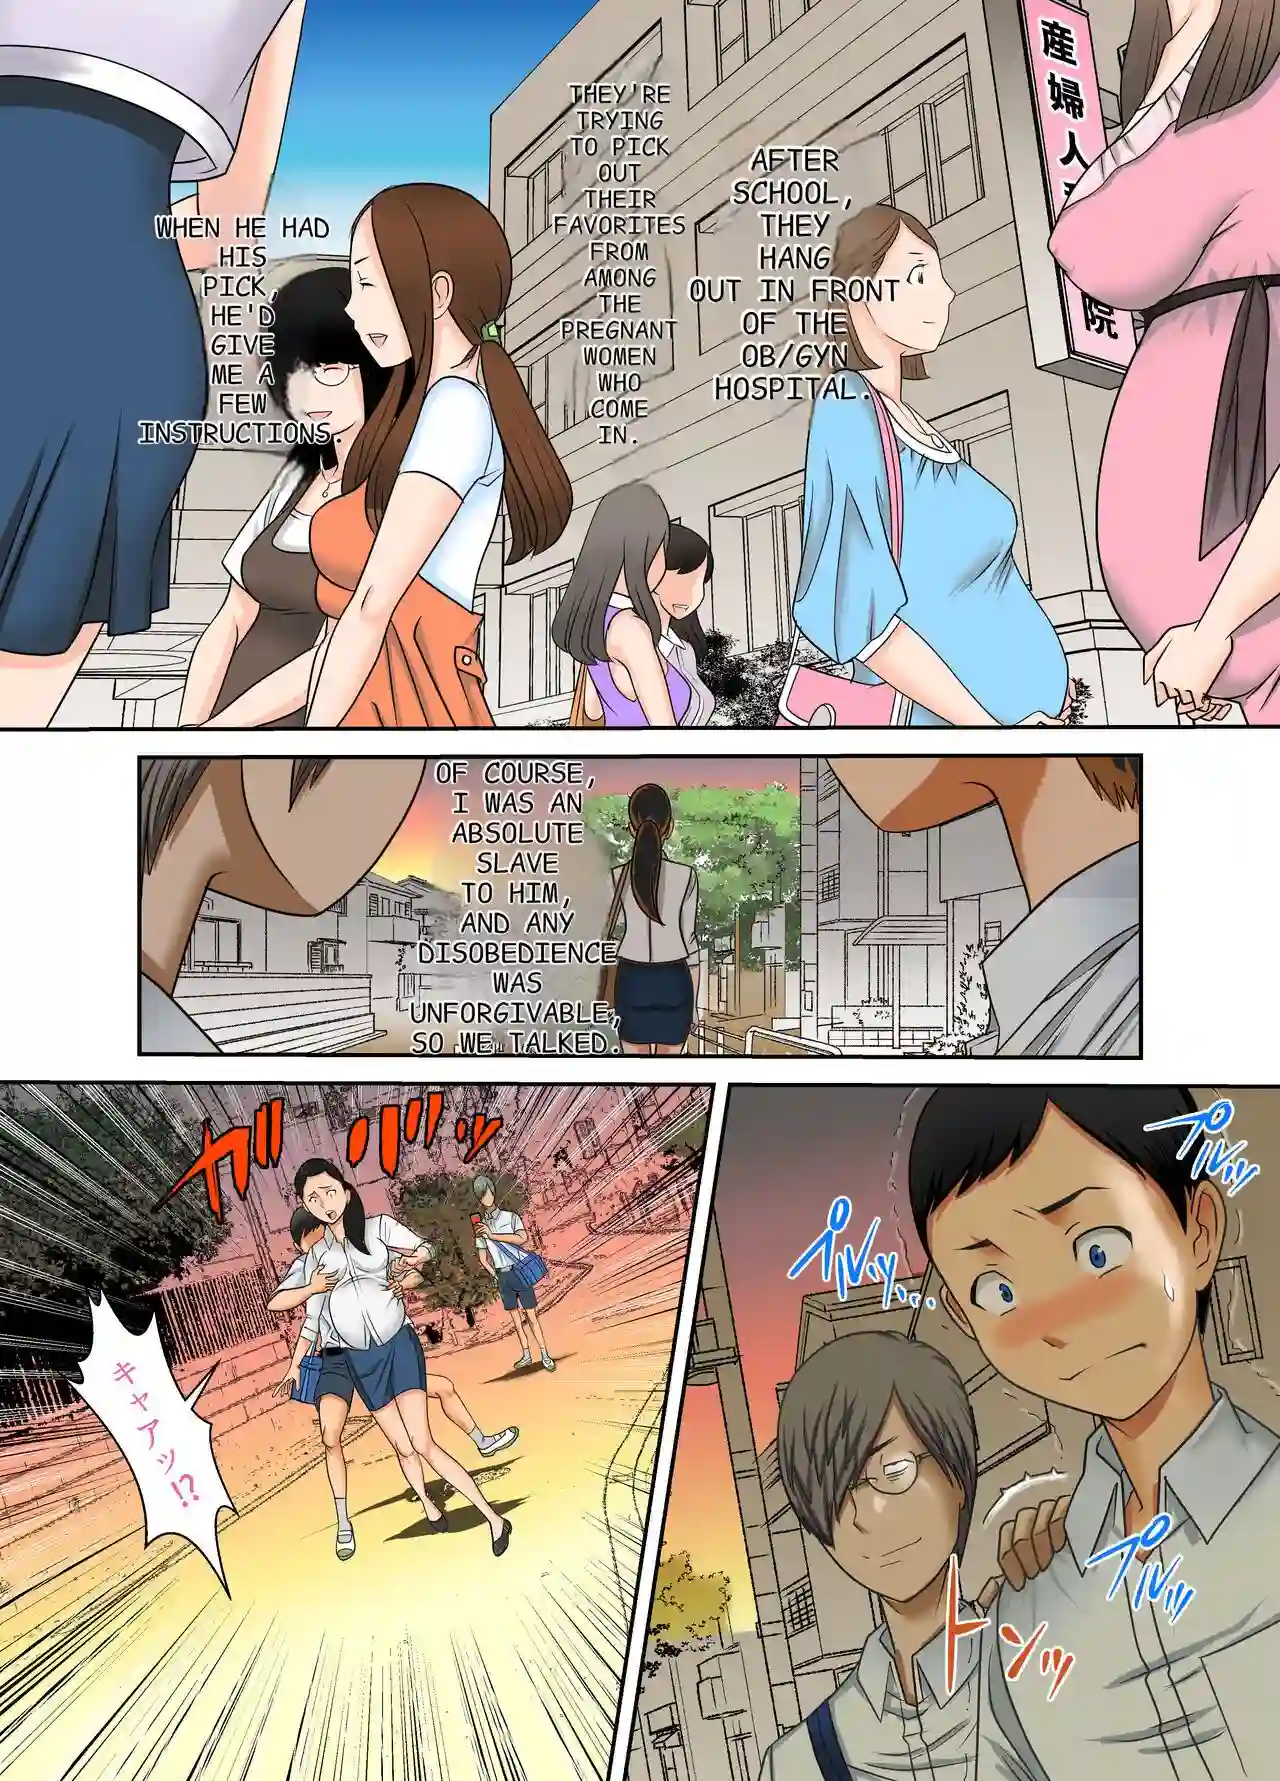 産婦人
院
AFTER
SCHOOL,
THEY
HANG
OUT IN FRONT
OF THE
OB/GYN
HOSPITAL.
THEY'RE
TRYING
TO PICK
OUT
THEIR
FAVORITES
FROM
AMONG
THE
PREGNANT
WOMEN
WHO
COME
IN.
WHEN HE HAD
HIS
PICK,
HE'D
GIVE
ME A
FEW
INSTRUCTIONS.
OF COURSE,
I WAS AN
ABSOLUTE
SLAVE
TO HIM,
AND ANY
DISOBEDIENCE
WAS
UNFORGIVABLE,
SO WE TALKED.
プルッ
プルッ...
プルッ
トンッ
ガバッ
キャアッ!?